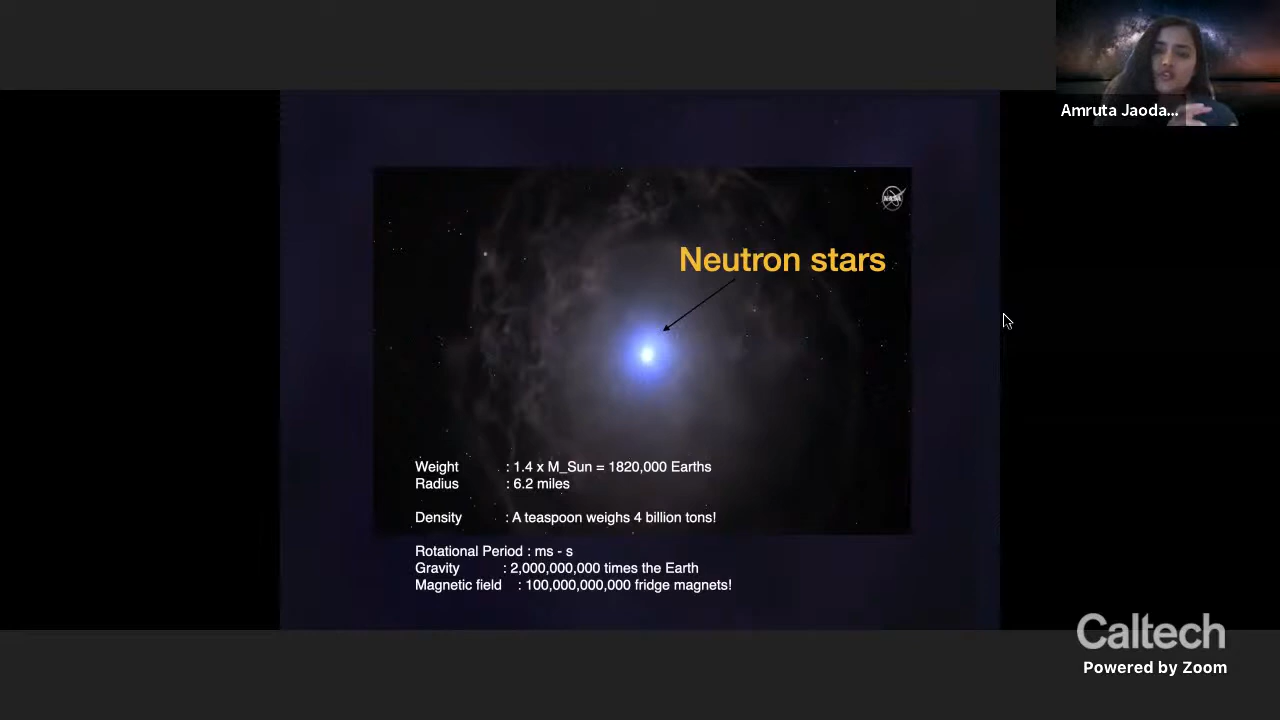 Amruta Jaoda...
NASA
Neutron stars
Weight : 1.4 x M_Sun = 1820,000 Earths
Radius : 6.2 miles
Density : A teaspoon weighs 4 billion tons!
Rotational Period : ms - s
Gravity : 2,000,000,000 times the Earth
Magnetic field : 100,000,000,000 fridge magnets!
Caltech
Powered by Zoom